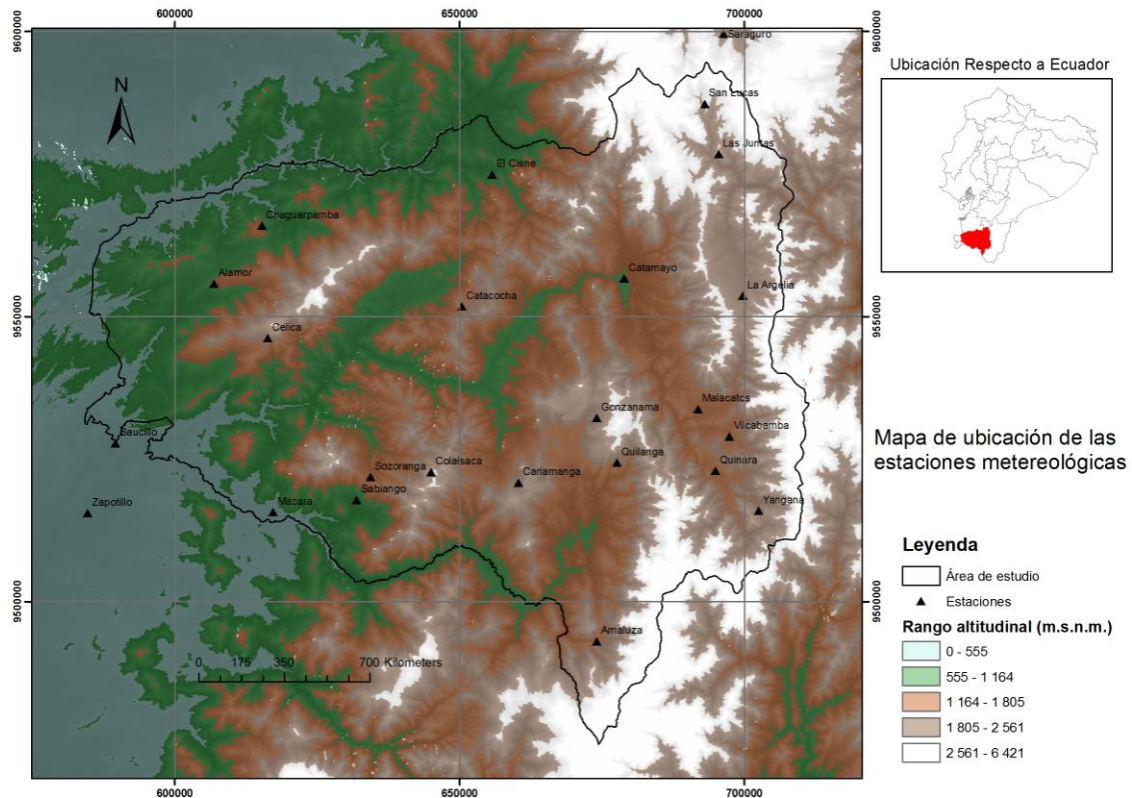 600000
650000
700000
9600000
9600000
N
Saraguro
San Lucas
Las Juntas
El Cisne
Chaguarpamba
Alamor
Catamayo
La Argelia
Catacocha
9550000
9550000
Celica
Malacatos
Gonzanama
Vilcabamba
Saucillo
Colaisaca
Quilanga
Quinara
Sozoranga
Cariamanga
Sabiango
Zapotillo
Macara
Yangana
9500000
9500000
Amaluza
0 175 350 700 Kilometers
600000
650000
700000
Ubicación Respecto a Ecuador
Mapa de ubicación de las
estaciones metereológicas
Leyenda
Área de estudio
Estaciones
Rango altitudinal (m.s.n.m.)
0 - 555
555 - 1 164
1 164 - 1 805
1 805 - 2 561
2 561 - 6 421